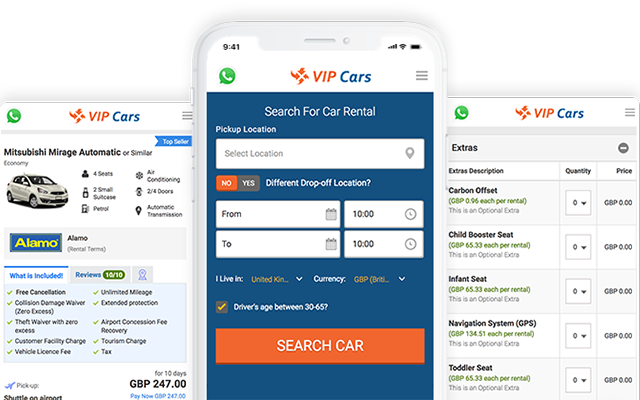 VIP Cars
Top Seller
Mitsubishi Mirage Automatic or Similar
Economy
4 Seats
Air Conditioning
2 Small Suitcase
2/4 Doors
Petrol
Automatic Transmission
Alamo
Alamo
(Rental Terms)
What is Included!
Reviews 10/10
Free Cancellation
Unlimited Mileage
Collision Damage Waiver (Zero Excess)
Extended protection
Theft Waiver with zero excess
Airport Concession Fee Recovery
Customer Facility Charge
Tourism Charge
Vehicle Licence Fee
Tax
for 10 days
Pick-up:
GBP 247.00
Shuttle on airport
Pay Now GBP 247.00
9:41
VIP Cars
Search For Car Rental
Pickup Location
Select Location
NO YES Different Drop-off Location?
From 10:00
To 10:00
I Live in: United Kin... Currency: GBP (Briti...
Driver's age between 30-65?
SEARCH CAR
VIP Cars
Extras
Extras Description Quantity Price
Carbon Offset
(GBP 0.96 each per rental)
This is an Optional Extra
0 GBP 0.00
Child Booster Seat
(GBP 65.33 each per rental)
This is an Optional Extra
0 GBP 0.00
Infant Seat
(GBP 65.33 each per rental)
This is an Optional Extra
0 GBP 0.00
Navigation System (GPS)
(GBP 134.51 each per rental)
This is an Optional Extra
0 GBP 0.00
Toddler Seat
(GBP 65.33 each per rental)
This is an Optional Extra
0 GBP 0.00